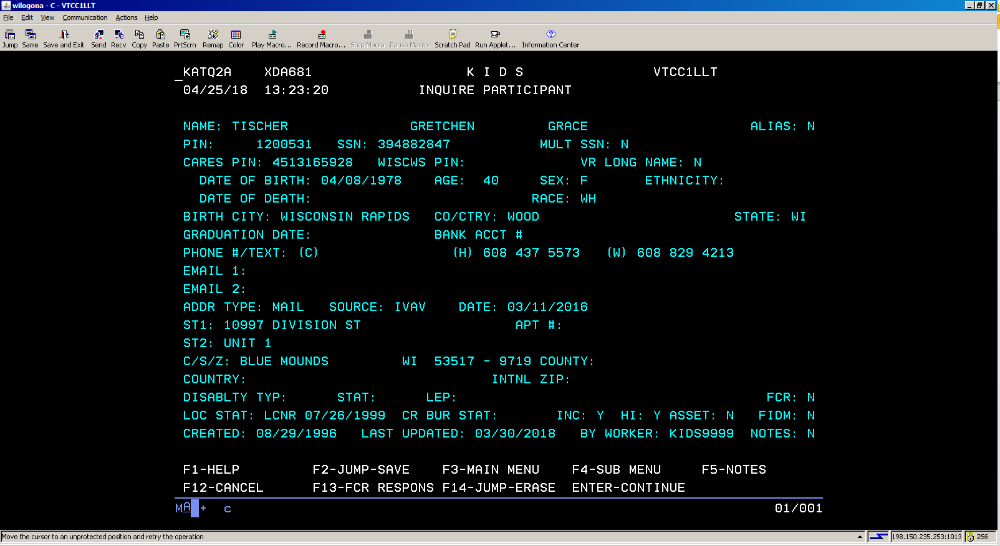 wilogona - C - VTCC1LLT
File Edit View Communication Actions Help
Jump Same Save and Exit Send Recv Copy Paste PrtScrn Remap Color Play Macro... Record Macro... Stop Macro Pause Macro Scratch Pad Run Applet... Information Center
KATQ2A XDA681 K I D S VTCC1LLT
04/25/18 13:23:20 INQUIRE PARTICIPANT
NAME: TISCHER GRETCHEN GRACE ALIAS: N
PIN: 1200531 SSN: 394882847 MULT SSN: N
CARES PIN: 4513165928 WISCWS PIN: VR LONG NAME: N
DATE OF BIRTH: 04/08/1978 AGE: 40 SEX: F ETHNICITY:
DATE OF DEATH: RACE: WH
BIRTH CITY: WISCONSIN RAPIDS CO/CTRY: WOOD STATE: WI
GRADUATION DATE: BANK ACCT #
PHONE #/TEXT: (C) (H) 608 437 5573 (W) 608 829 4213
EMAIL 1:
EMAIL 2:
ADDR TYPE: MAIL SOURCE: IVAV DATE: 03/11/2016
ST1: 10997 DIVISION ST APT #:
ST2: UNIT 1
C/S/Z: BLUE MOUNDS WI 53517 - 9719 COUNTY:
COUNTRY: INTNL ZIP:
DISABLTY TYP: STAT: LEP: FCR: N
LOC STAT: LCNR 07/26/1999 CR BUR STAT: INC: Y HI: Y ASSET: N FIDM: N
CREATED: 08/29/1996 LAST UPDATED: 03/30/2018 BY WORKER: KIDS9999 NOTES: N
F1-HELP F2-JUMP-SAVE F3-MAIN MENU F4-SUB MENU F5-NOTES
F12-CANCEL F13-FCR RESPONS F14-JUMP-ERASE ENTER-CONTINUE
MA + c 01/001
Move the cursor to an unprotected position and retry the operation 198.150.235.253:1013 256